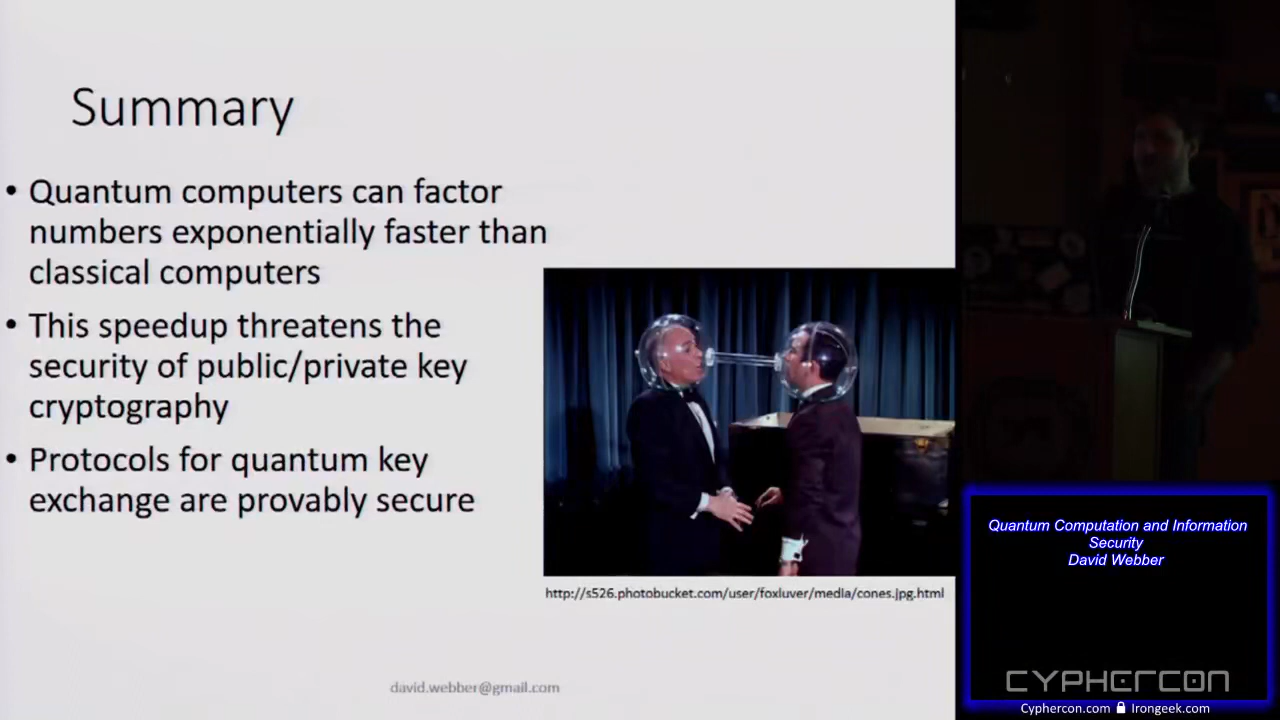 Summary
• Quantum computers can factor
numbers exponentially faster than
classical computers
• This speedup threatens the
security of public/private key
cryptography
• Protocols for quantum key
exchange are provably secure
http://s526.photobucket.com/user/foxluver/media/cones.jpg.html
david.webber@gmail.com
Quantum Computation and Information
Security
David Webber
CYPHERCON
Cyphercon.com Irongeek.com